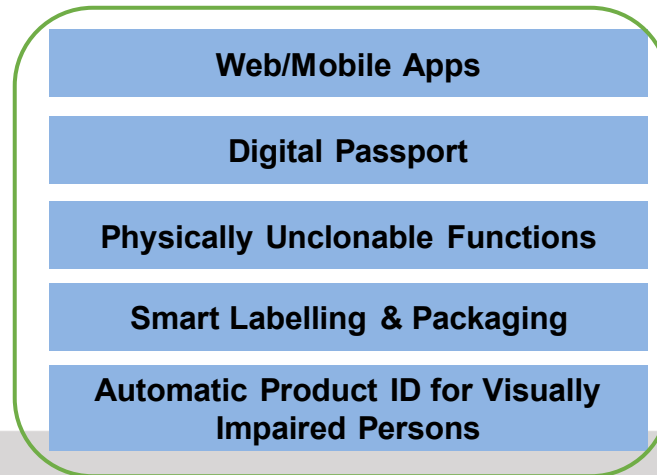 Web/Mobile Apps
Digital Passport
Physically Unclonable Functions
Smart Labelling & Packaging
Automatic Product ID for Visually
Impaired Persons